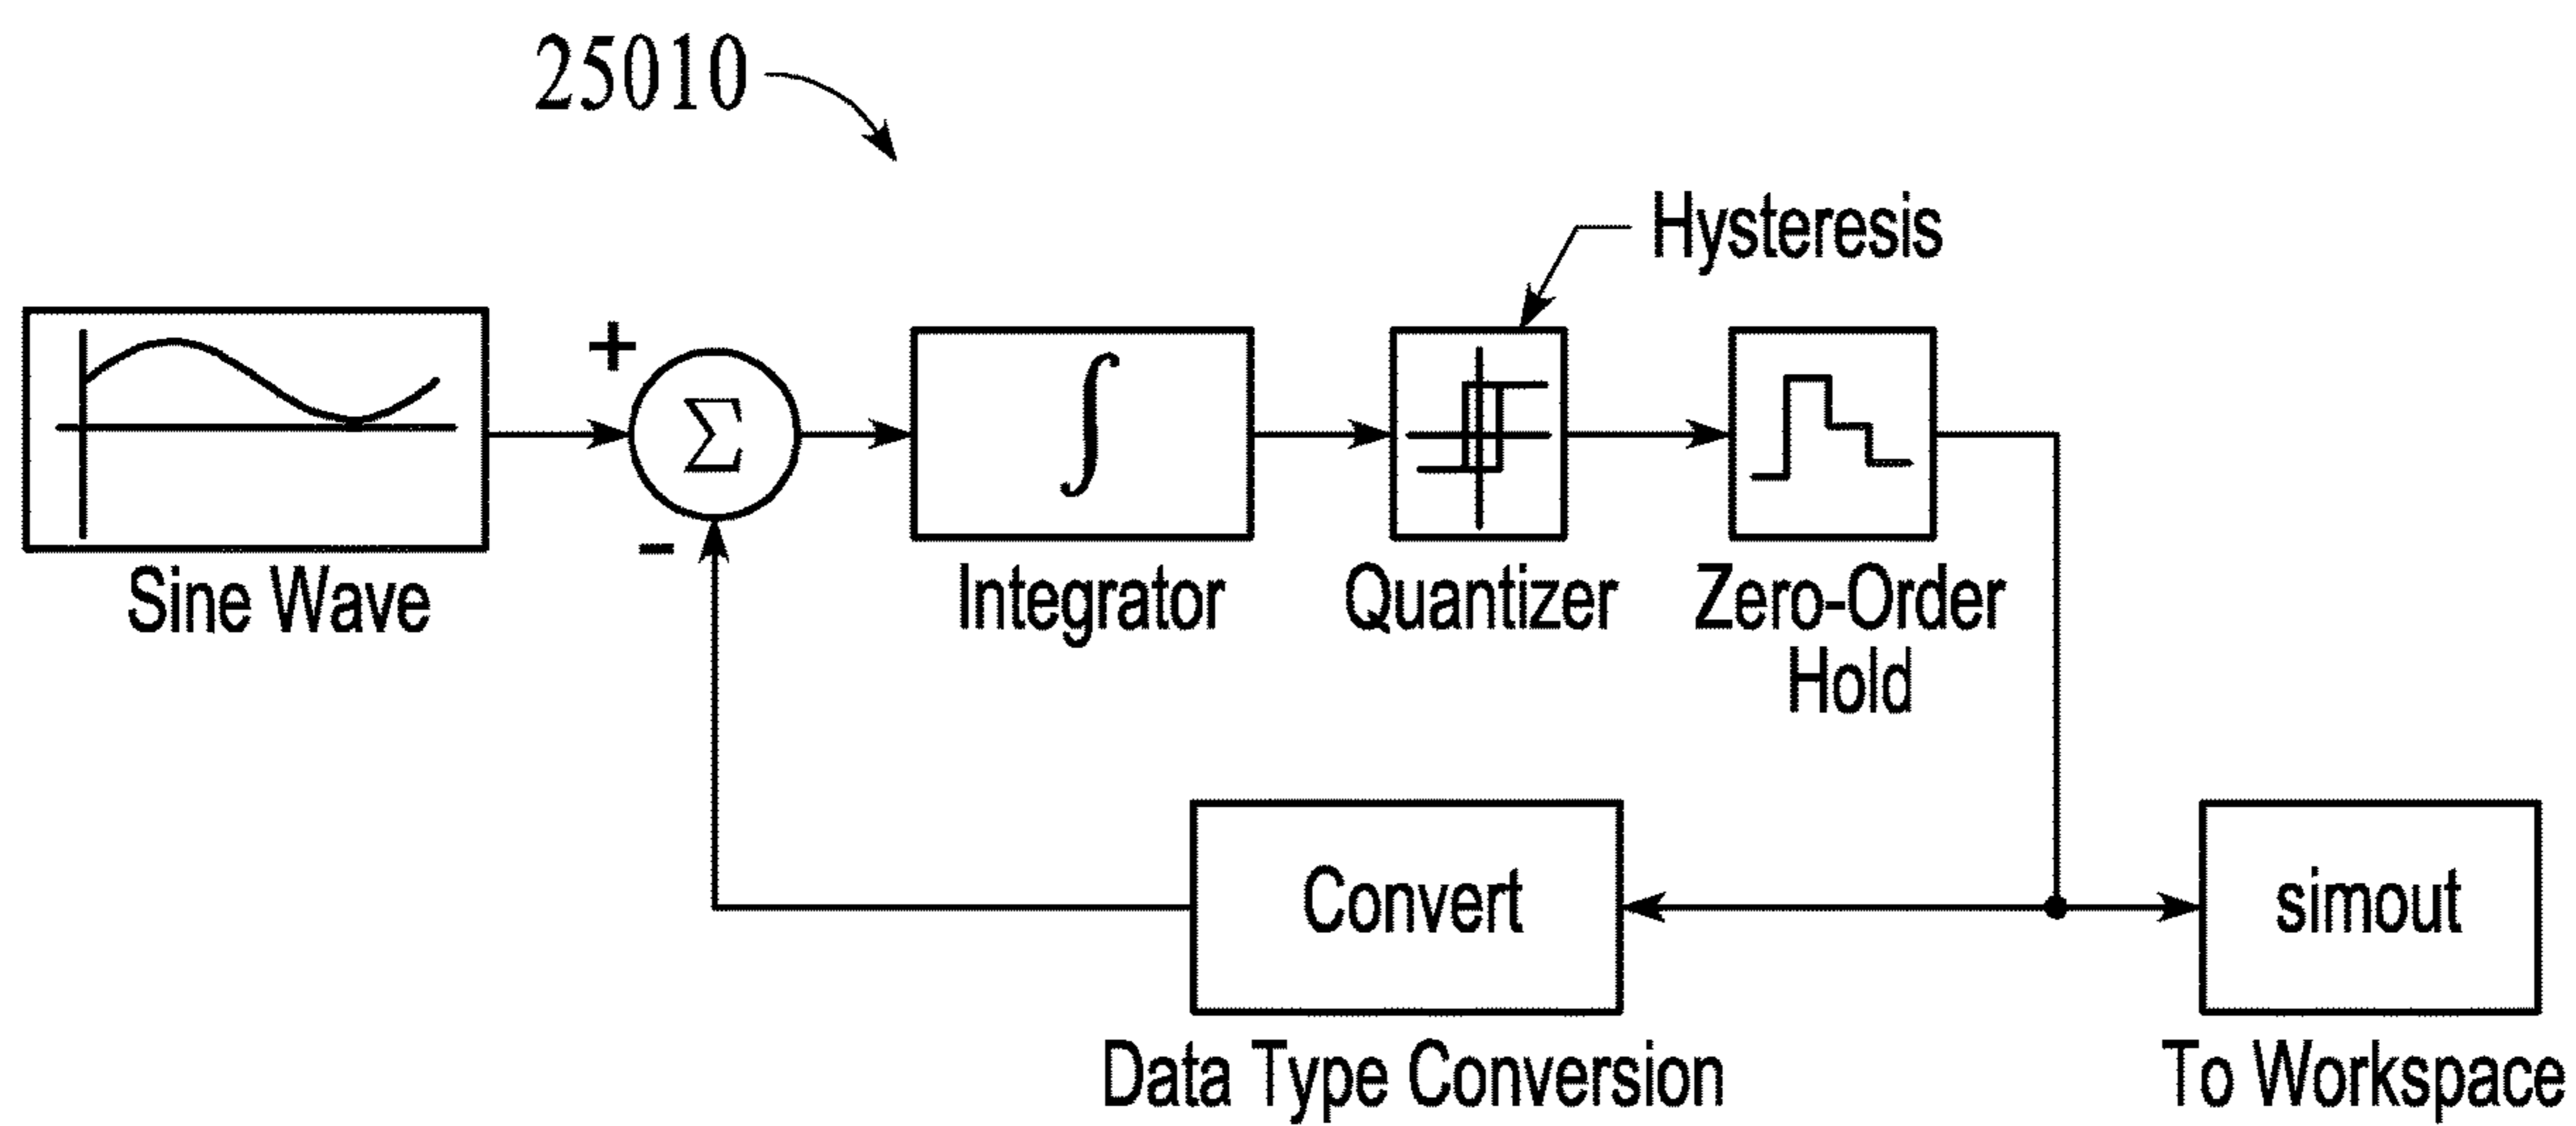 25010
Hysteresis
+
Σ
-
∫
Sine Wave
Integrator
Quantizer
Zero-Order
Hold
Convert
simout
Data Type Conversion
To Workspace